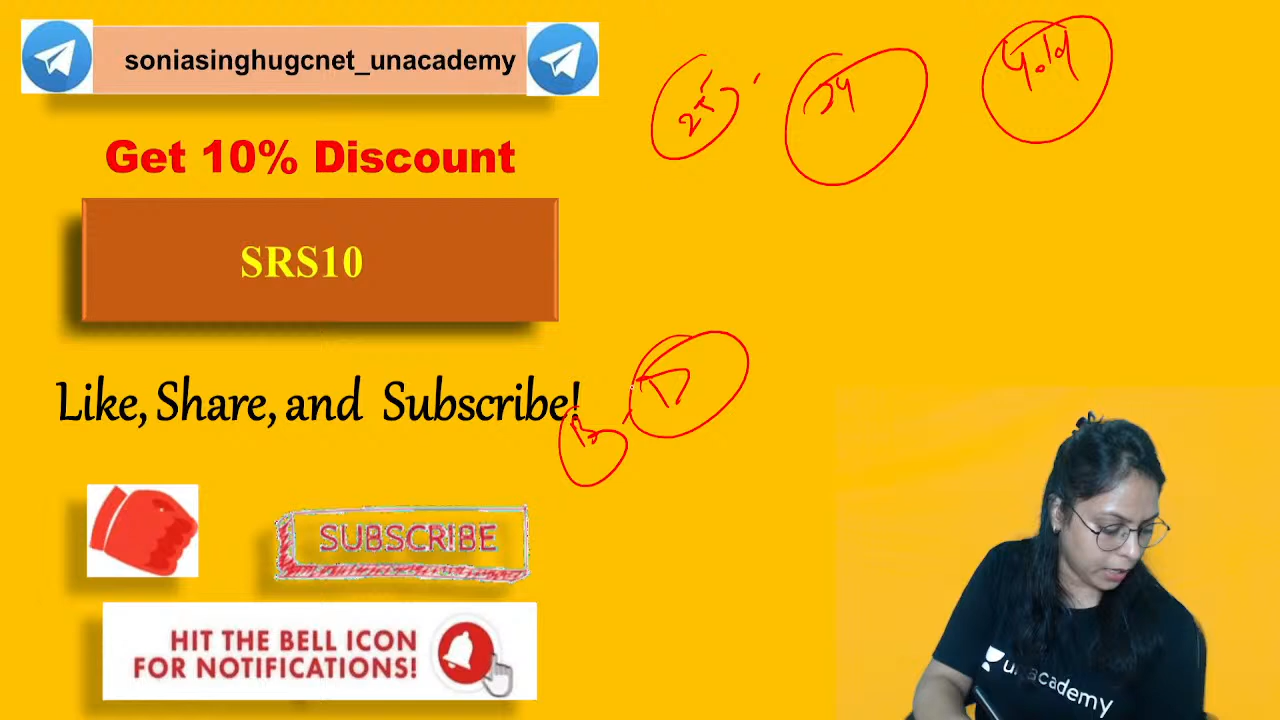 soniasinghugcnet_unacademy
Get 10% Discount
SRS10
Like, Share, and Subscribe!
SUBSCRIBE
HIT THE BELL ICON
FOR NOTIFICATIONS!
unacademy